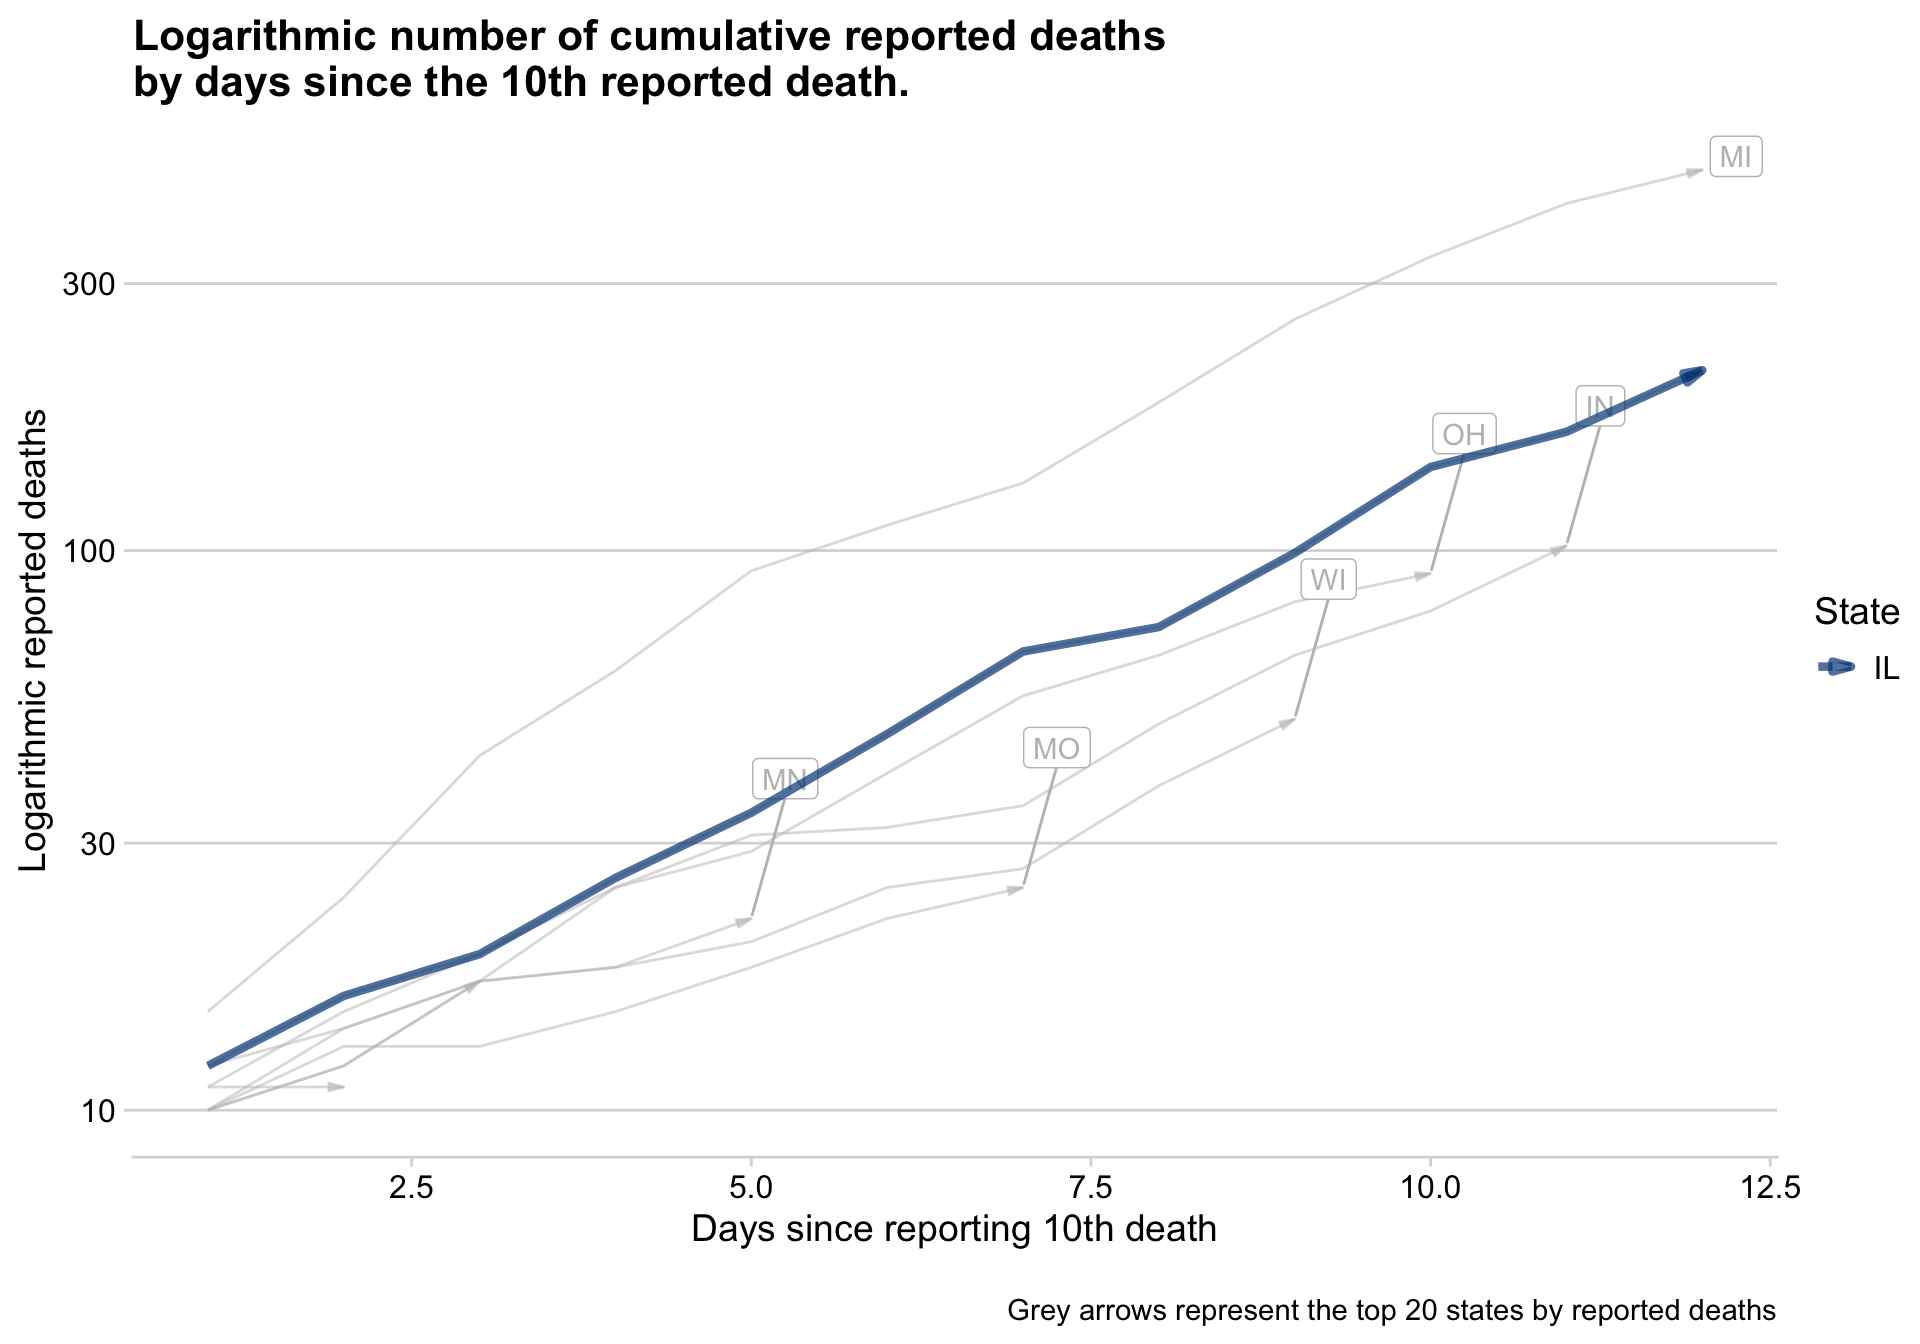 Logarithmic number of cumulative reported deaths
by days since the 10th reported death.
MI
300
IN
OH
100
WI
MO
MN
30
10
Logarithmic reported deaths
State
IL
2.5
5.0
7.5
10.0
12.5
Days since reporting 10th death
Grey arrows represent the top 20 states by reported deaths